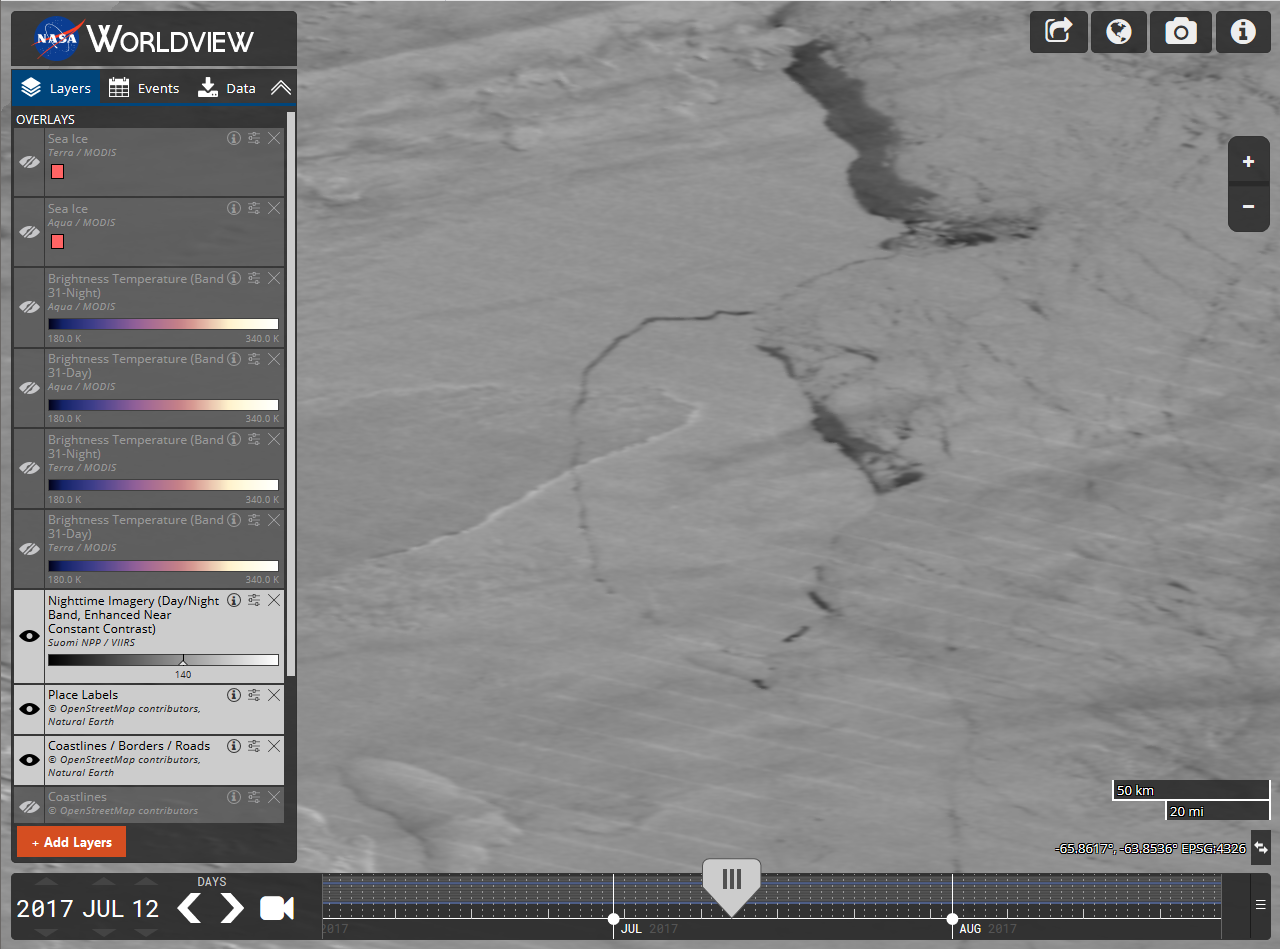 NASA WORLDVIEW
Layers Events Data
OVERLAYS
Sea Ice
Terra / MODIS
Sea Ice
Aqua / MODIS
Brightness Temperature (Band
31-Night)
Aqua / MODIS
180.0 K 340.0 K
Brightness Temperature (Band
31-Day)
Aqua / MODIS
180.0 K 340.0 K
Brightness Temperature (Band
31-Night)
Terra / MODIS
180.0 K 340.0 K
Brightness Temperature (Band
31-Day)
Terra / MODIS
180.0 K 340.0 K
Nighttime Imagery (Day/Night
Band, Enhanced Near
Constant Contrast)
Suomi NPP / VIIRS
140
Place Labels
© OpenStreetMap contributors,
Natural Earth
Coastlines / Borders / Roads
© OpenStreetMap contributors,
Natural Earth
Coastlines
© OpenStreetMap contributors
+ Add Layers
+
−
50 km
20 mi
-65.8617°, -63.8536° EPSG:4326
DAYS
2017 JUL 12
2017 JUL 2017 AUG 2017